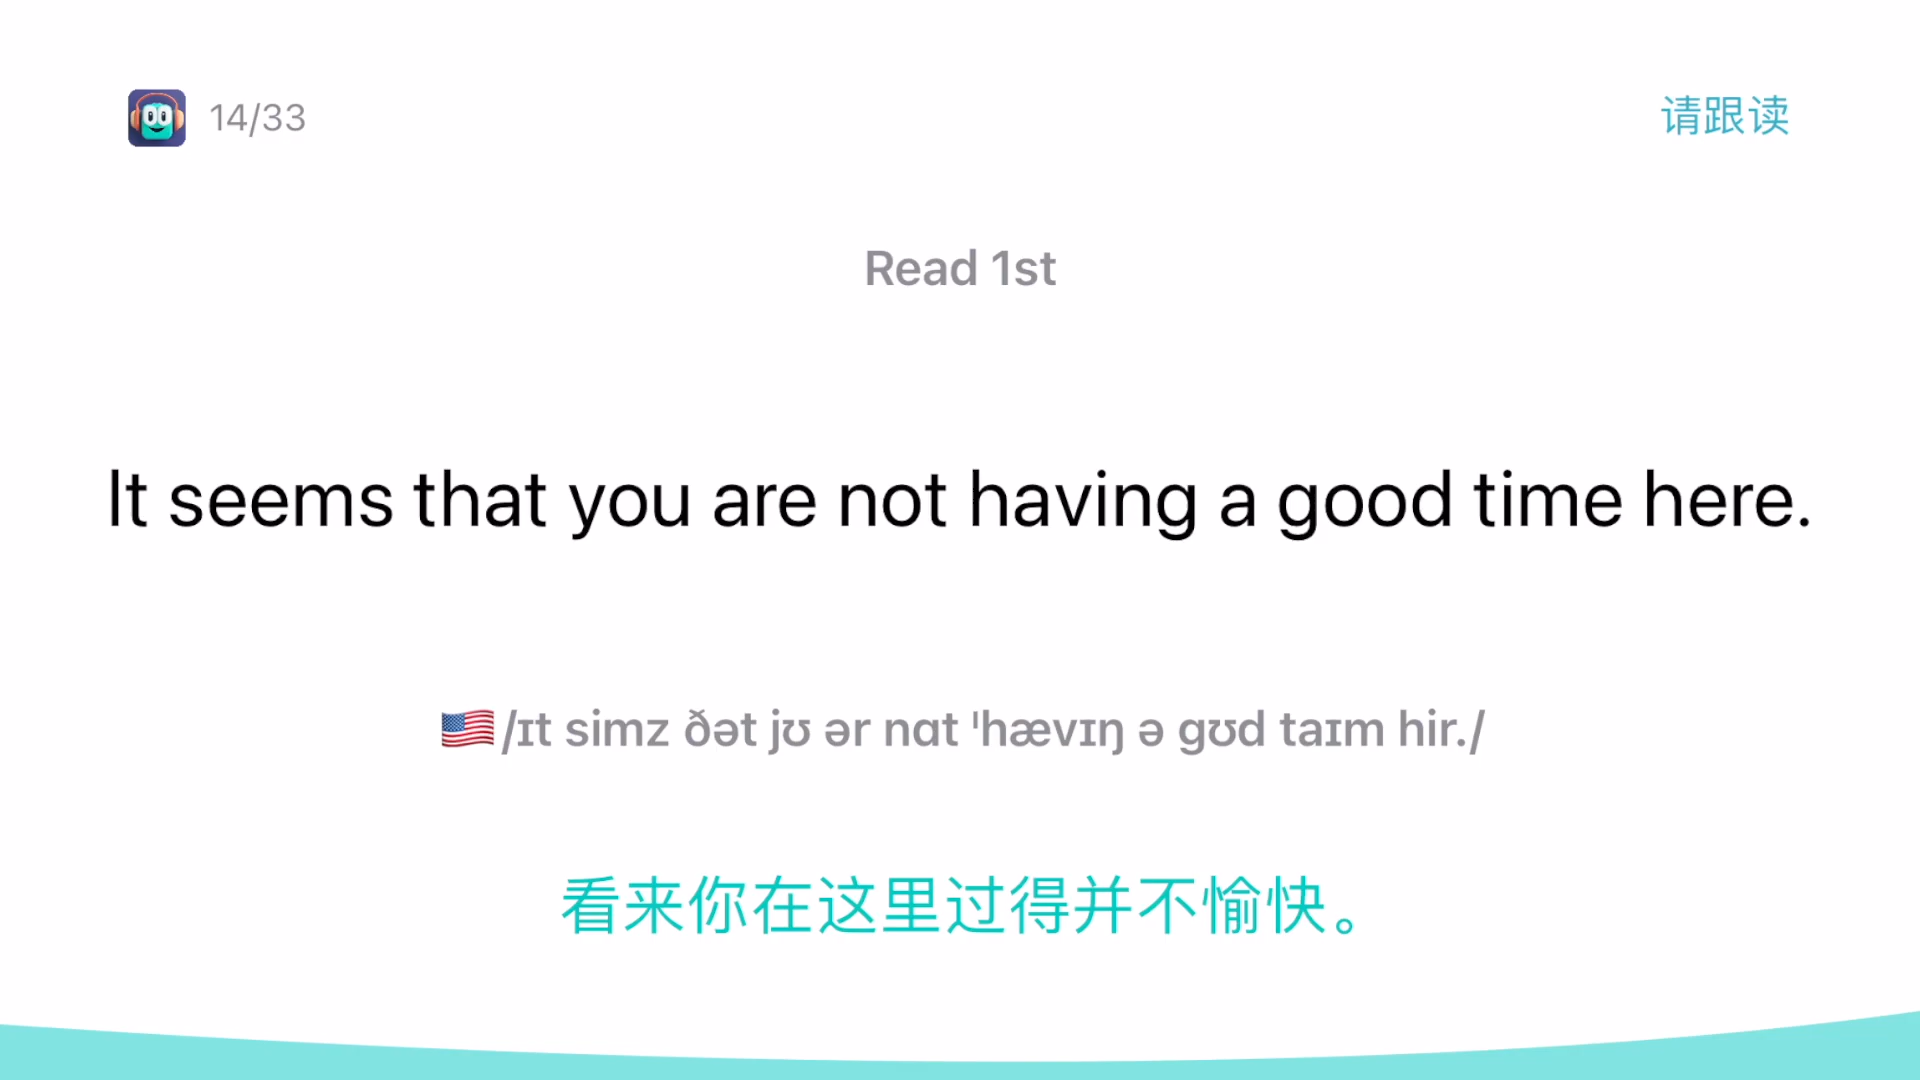 14/33
请跟读
Read 1st
It seems that you are not having a good time here.
/ɪt simz ðət jʊ ər nɑt ˈhævɪŋ ə gʊd taɪm hir./
看来你在这里过得并不愉快。